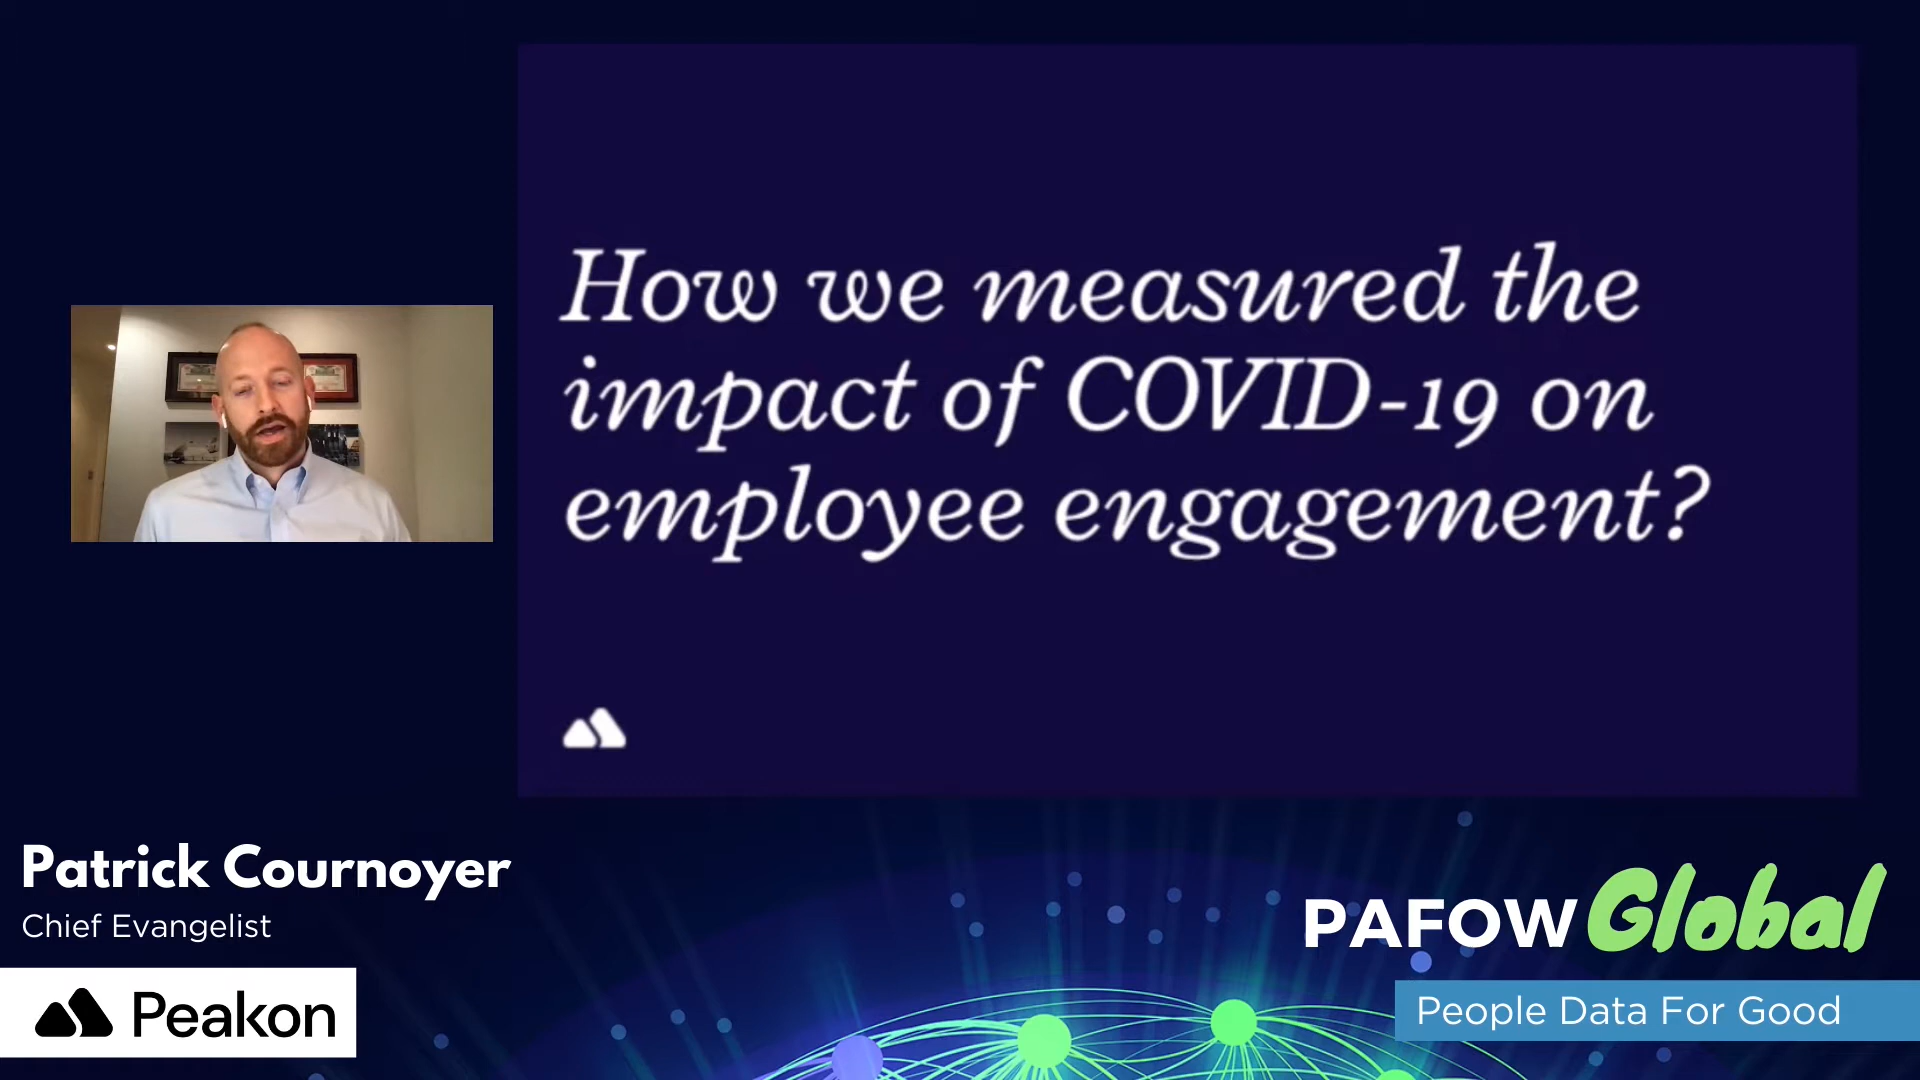 How we measured the
impact of COVID-19 on
employee engagement?
Patrick Cournoyer
Chief Evangelist
Peakon
PAFOW Global
People Data For Good